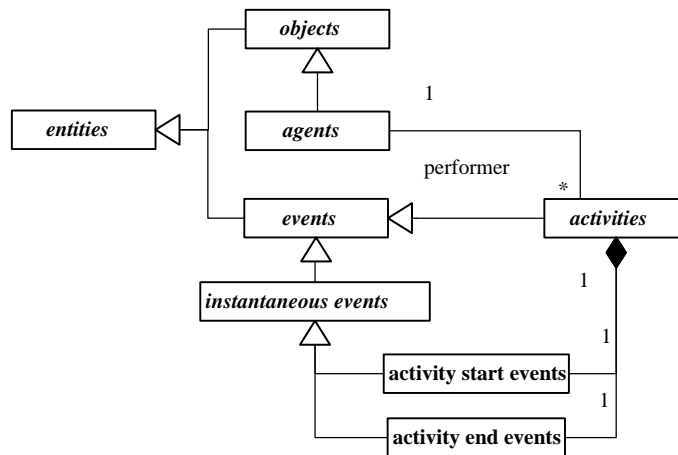 objects
1
entities
agents
performer
*
events
activities
1
instantaneous events
1
activity start events
1
activity end events